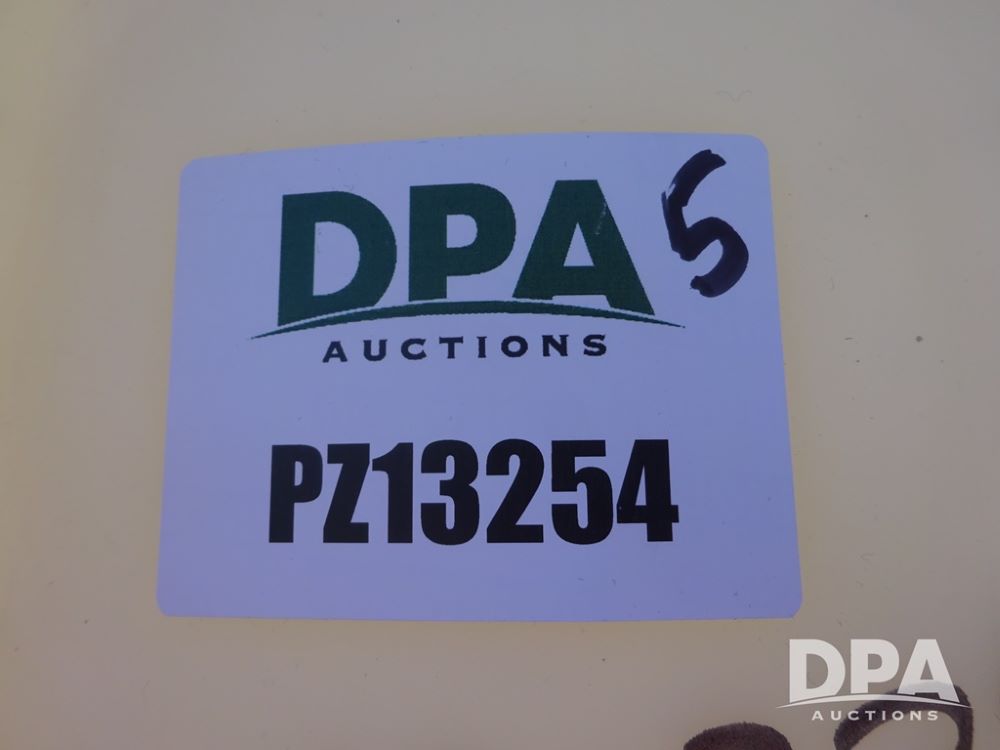 DPA 5
AUCTIONS
PZ13254
DPA
AUCTIONS